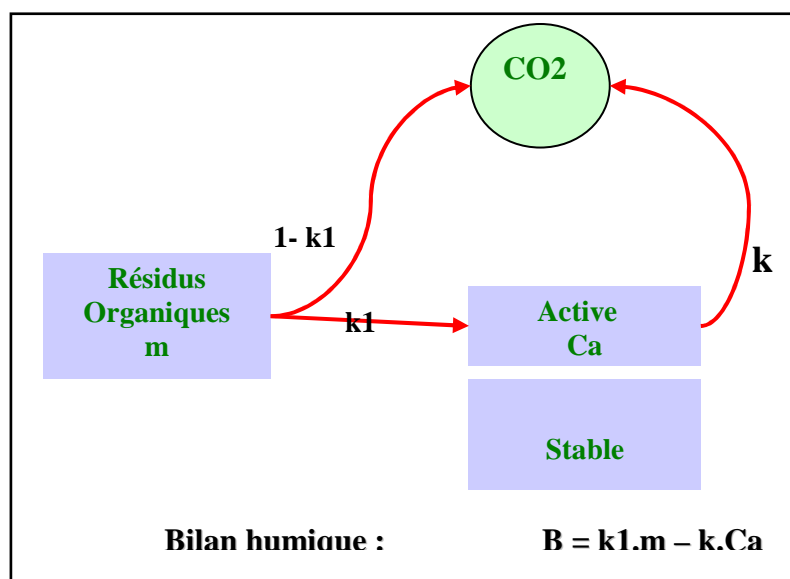 CO2
1- k1
Résidus
Organiques
m
k1
Active
Ca
k
Stable
Bilan humique : B = k1.m – k.Ca